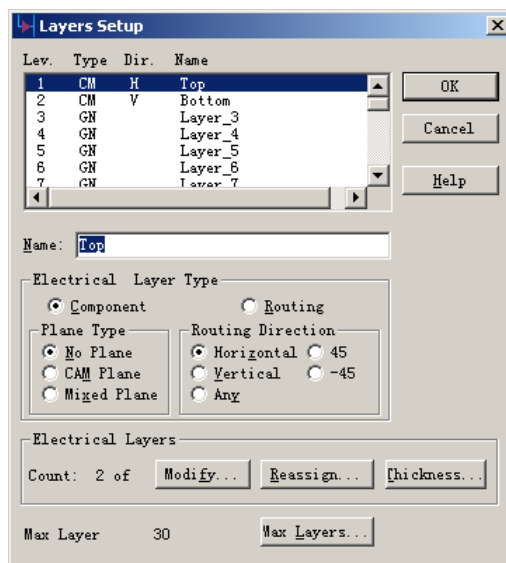 Layers Setup
Lev. Type Dir. Name
1 CM H Top
2 CM V Bottom
3 GN Layer_3
4 GN Layer_4
5 GN Layer_5
6 GN Layer_6
7 GN Layer_7
OK
Cancel
Help
Name: Top
Electrical Layer Type
Component Routing
Plane Type
No Plane
CAM Plane
Mixed Plane
Routing Direction
Horizontal 45
Vertical -45
Any
Electrical Layers
Count: 2 of Modify... Reassign... Thickness...
Max Layer 30 Max Layers...